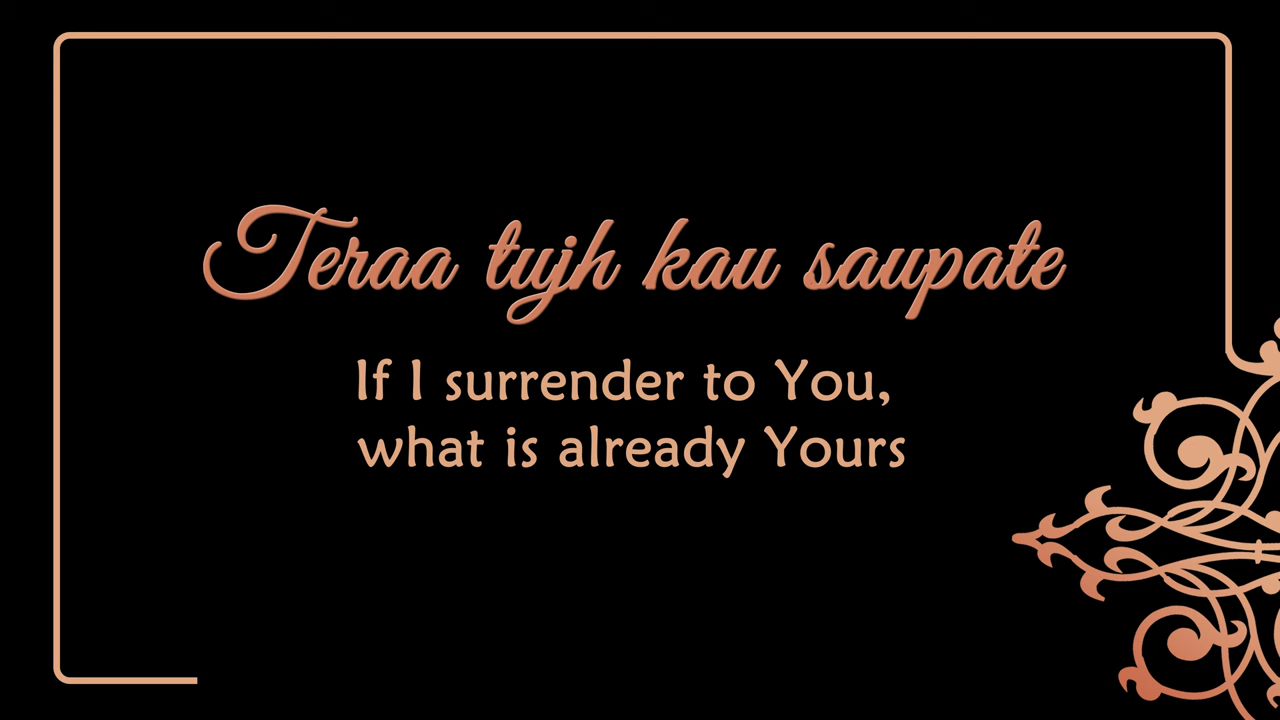 Teraa tujh kau saupate
If I surrender to You,
what is already Yours